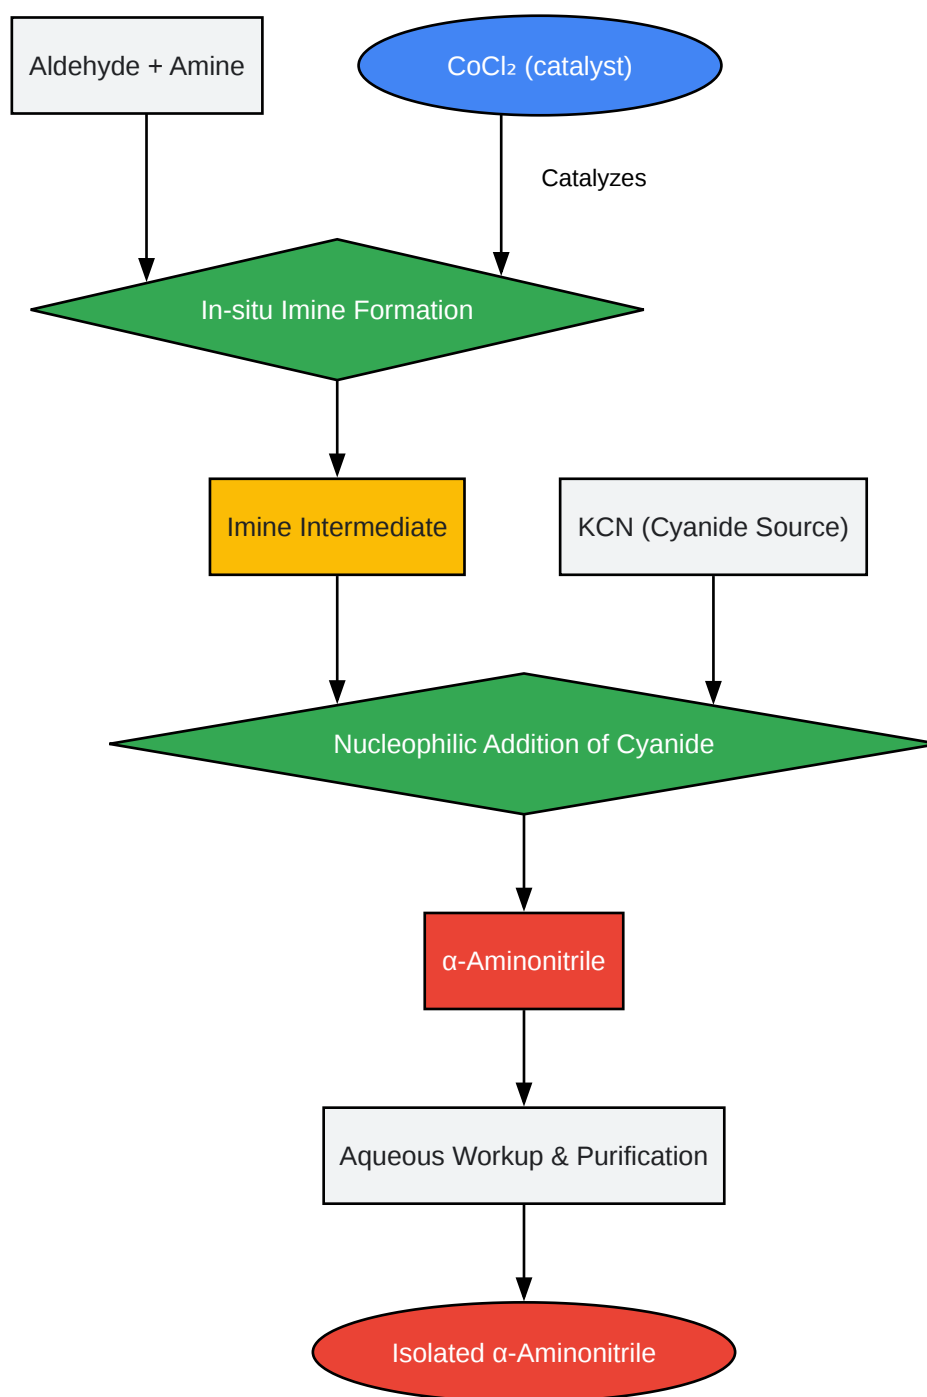 Aldehyde + Amine
CoCl₂ (catalyst)
Catalyzes
In-situ Imine Formation
Imine Intermediate
KCN (Cyanide Source)
Nucleophilic Addition of Cyanide
α-Aminonitrile
Aqueous Workup & Purification
Isolated α-Aminonitrile